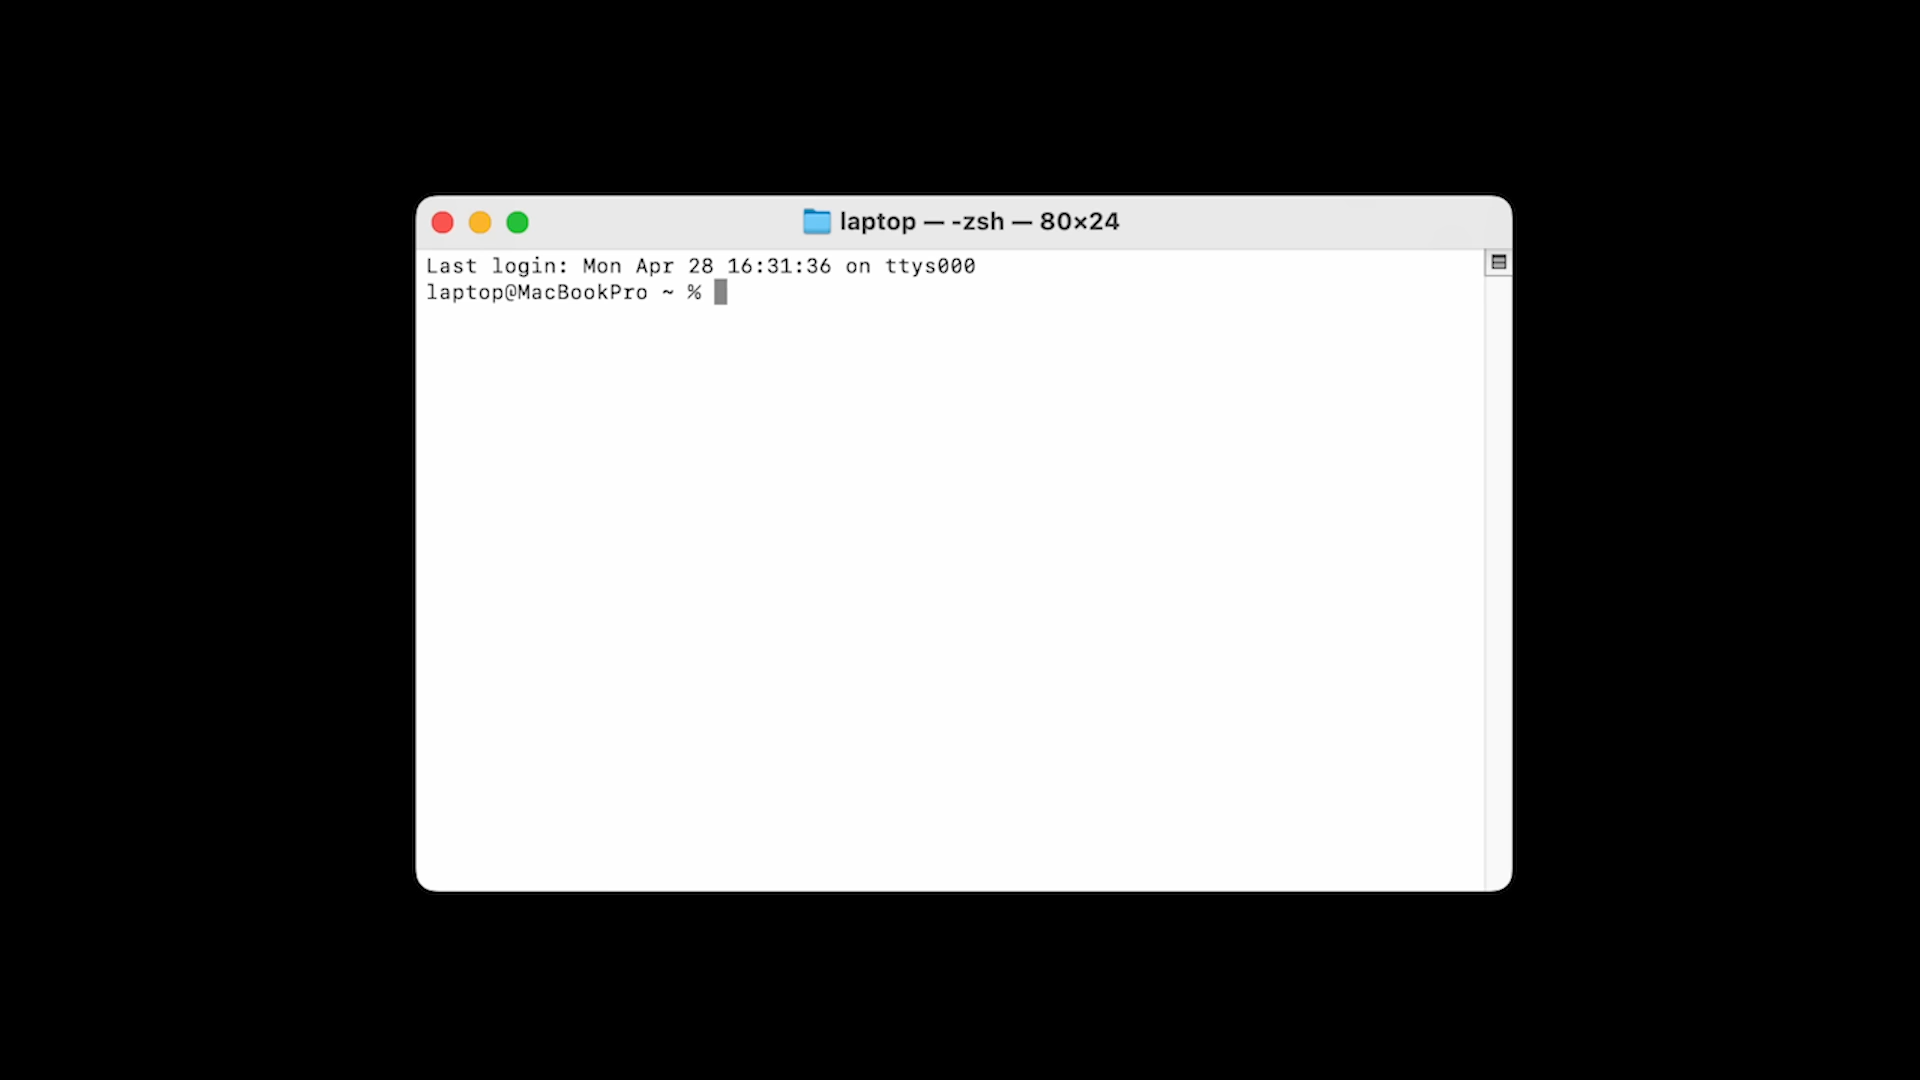 laptop — -zsh — 80×24
Last login: Mon Apr 28 16:31:36 on ttys000
laptop@MacBookPro ~ %